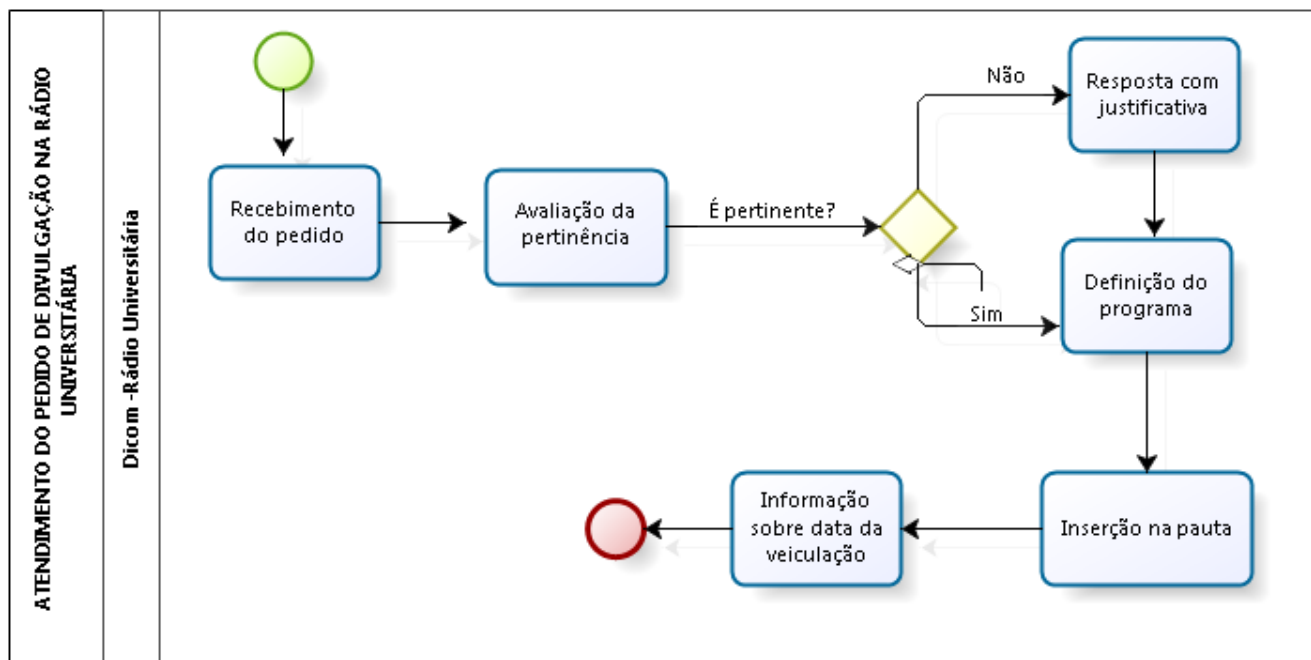 ATENDIMENTO DO PEDIDO DE DIVULGAÇÃO NA RÁDIO
UNIVERSITÁRIA
Dicom -Rádio Universitária
Recebimento
do pedido
Avaliação da
pertinência
É pertinente?
Não
Resposta com
justificativa
Sim
Definição do
programa
Inserção na pauta
Informação
sobre data da
veiculação